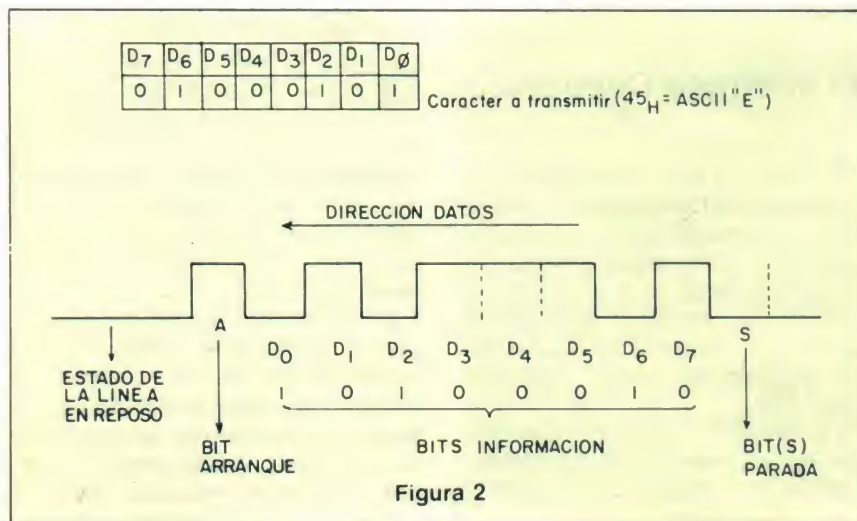 D7 D6 D5 D4 D3 D2 D1 DØ
0 1 0 0 0 1 0 1
Caracter a transmitir (45H = ASCII "E")
DIRECCION DATOS
A
S
D0 D1 D2 D3 D4 D5 D6 D7
1 0 1 0 0 0 1 0
ESTADO DE
LA LINEA
EN REPOSO
BIT
ARRANQUE
BITS INFORMACION
BIT(S)
PARADA
Figura 2